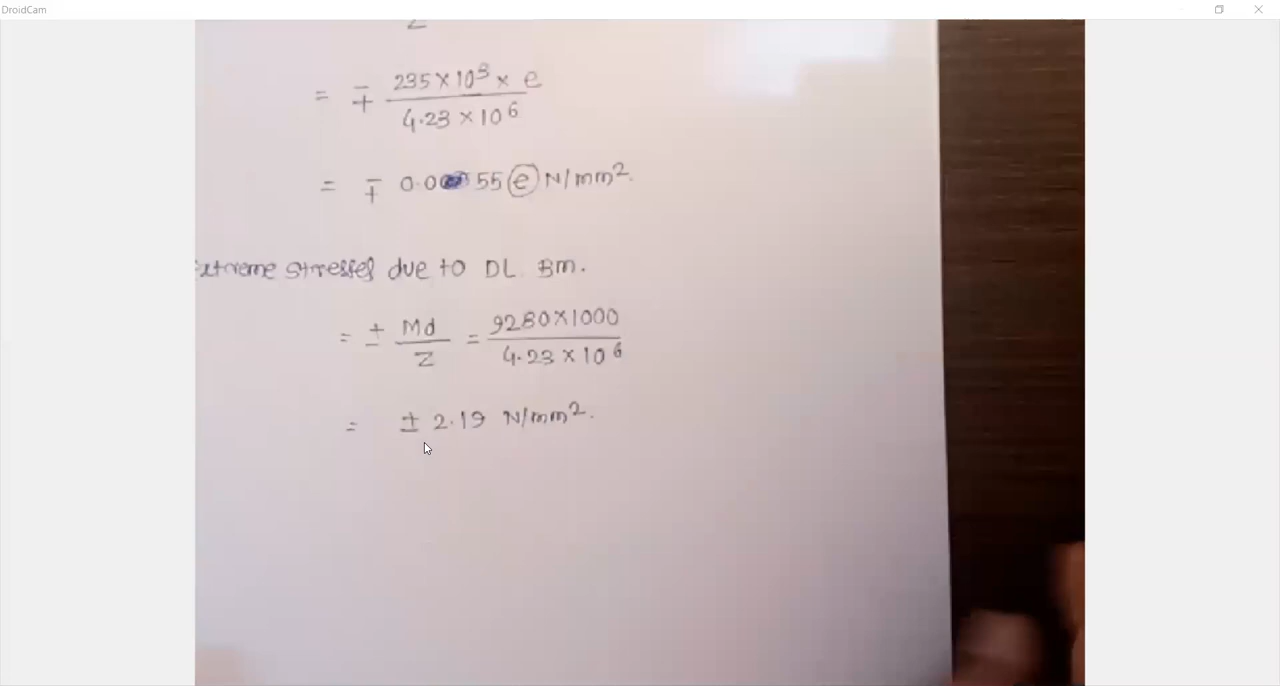 DroidCam
Z
= ∓ 235×10³ × e / 4.23 × 10⁶
= ∓ 0.0 55 e N/mm².
Extreme stresses due to DL Bm.
= ± Md / Z = 9280×1000 / 4.23 × 10⁶
= ± 2.19 N/mm².